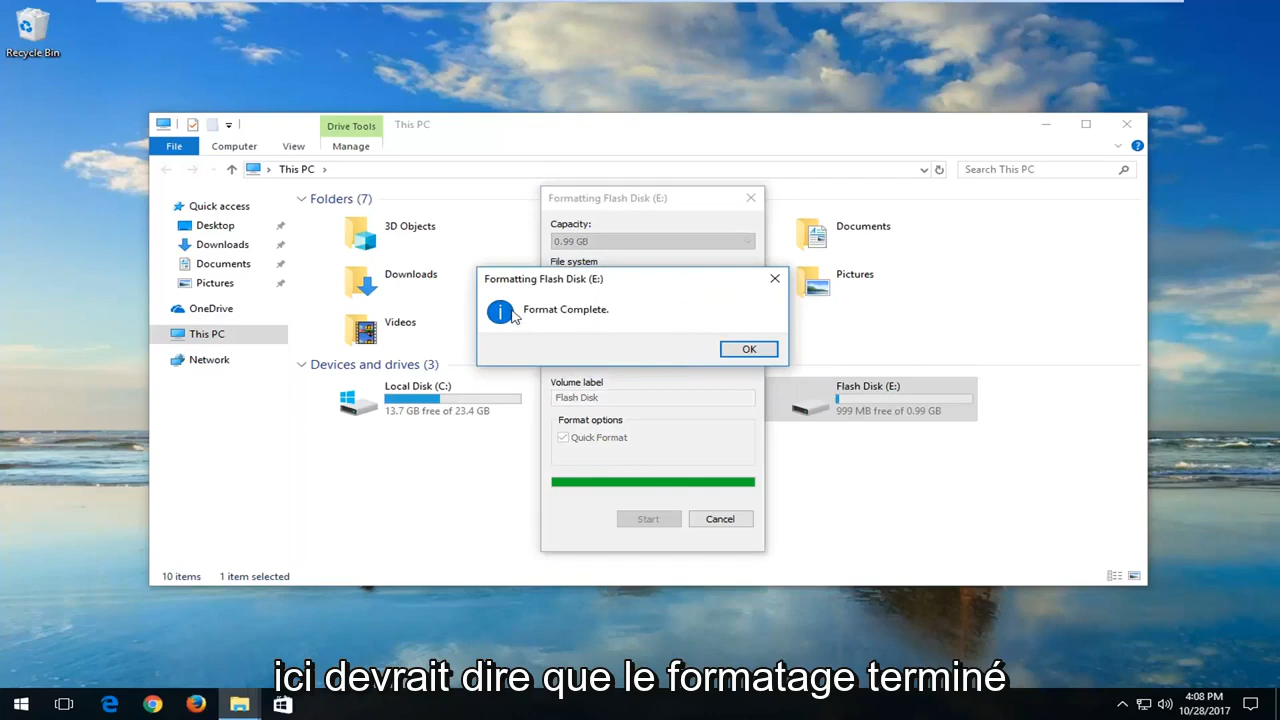 Recycle Bin
Drive Tools
This PC
File
Computer
View
Manage
This PC
Search This PC
Quick access
Desktop
Downloads
Documents
Pictures
OneDrive
This PC
Network
Folders (7)
3D Objects
Documents
Downloads
Pictures
Videos
Devices and drives (3)
Local Disk (C:)
13.7 GB free of 23.4 GB
Flash Disk (E:)
999 MB free of 0.99 GB
Formatting Flash Disk (E:)
Capacity:
0.99 GB
File system
Formatting Flash Disk (E:)
Format Complete.
OK
Volume label
Flash Disk
Format options
Quick Format
Start
Cancel
10 items
1 item selected
ici devrait dire que le formatage terminé
4:08 PM
10/28/2017